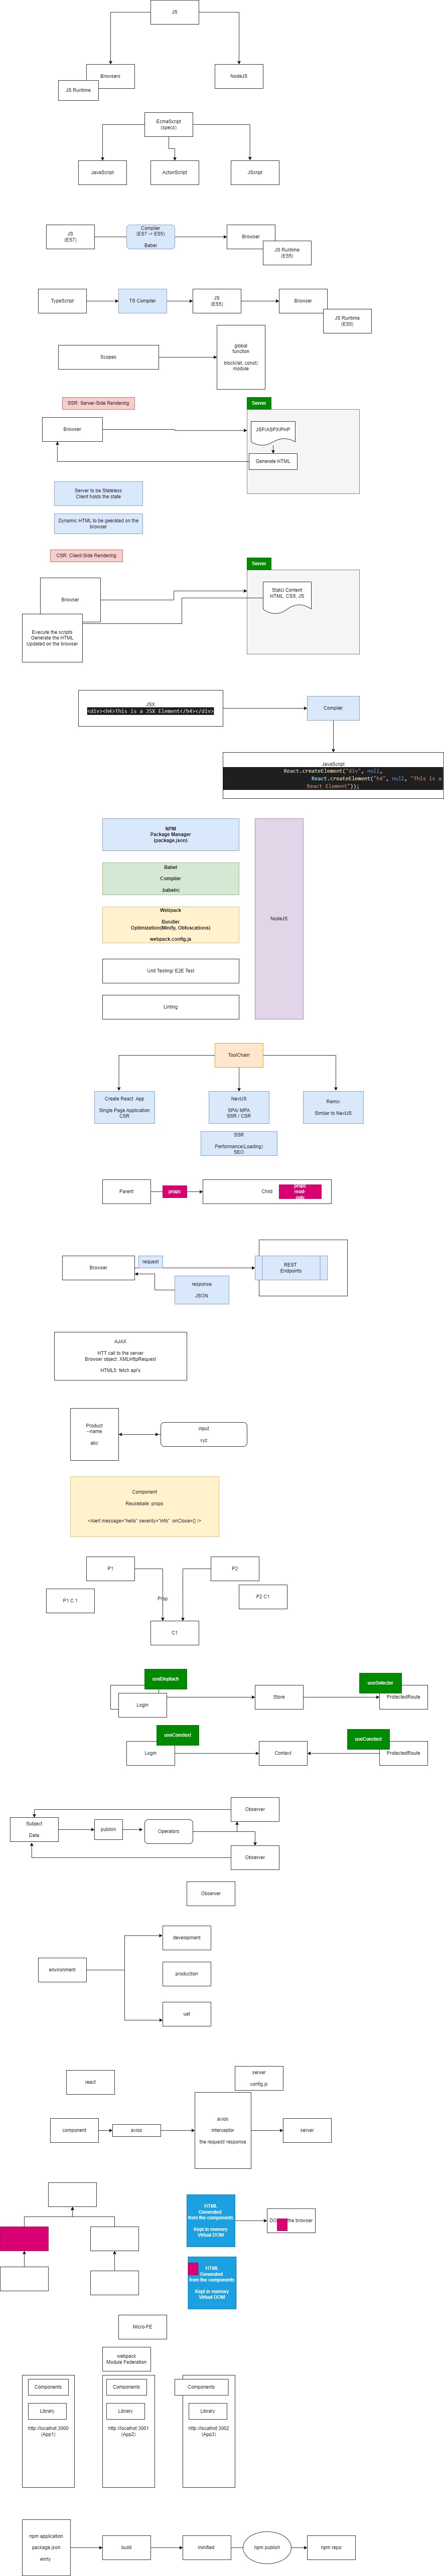 JS
Browsers
JS Runtime
NodeJS
EcmaScript
(specs)
JavaScript
ActonScript
JScript
JS
(ES7)
Compiler
(ES7 -> ES5)
Babel
Browser
JS Runtime
(ES5)
TypeScript
TS Compiler
JS
(ES5)
Browser
JS Runtime
(ES5)
Scopes
global
function
block(let, const)
module
SSR: Server-Side Rendering
Server
Browser
JSP/ASPX/PHP
Generate HTML
Server to be Stateless
Client holds the state
Dynamic HTML to be geerated on the
browser
CSR: Client-Side Rendering
Server
Browser
Statci Content
HTML, CSS, JS
Execute the scripts
Generate the HTML
Updated on the browser
JSX
<div><h4>This is a JSX Element</h4></div>
Compiler
JavaScript
React.createElement("div", null,
React.createElement("h4", null, "This is a
React Element"));
NPM
Package Manager
(package.json)
Babel
Compiler
.babelrc
Webpack
Bundler
Optimization(Minify, Obfuscations)
webpack.config.js
NodeJS
Unit Testing/ E2E Test
Linting
ToolChain
Create React App
Single Page Application
CSR
NextJS
SPA/ MPA
SSR / CSR
Remix
Similar to NextJS
SSR
Performance(Loading)
SEO
Parent
props
Child
props
read-
only
Browser
request
REST
Endpoints
response
JSON
AJAX
HTT call to the server
Browser object :XMLHttpRequest
HTML5: fetch api's
Product
--name
abc
input
xyz
Component
Reusebale props
<Alert message="hello" severity="info" onClose={} />
P1
P2
P1 C 1
Prop
P2 C1
C1
useDisptach
useSelector
Login
Store
ProtectedRoute
useConxtext
useConxtext
Login
Context
ProtectedRoute
Observer
Subject
Data
publish
Operators
Observer
Observer
development
environment
production
uat
react
server
config.js
component
axios
axios
interceptor
the request/ response
server
HTML
Generated
from the components
Kept in memory
Virtual DOM
HTML
Generated
from the components
Kept in memory
Virtual DOM
Micro-FE
webpack
Module Federation
Components
Components
Components
Library
Library
Library
http://localhot:3000
(App1)
http://localhot:3001
(App2)
http://localhot:3002
(App3)
npm application
package.json
enrty
build
minified
npm publish
npm repo